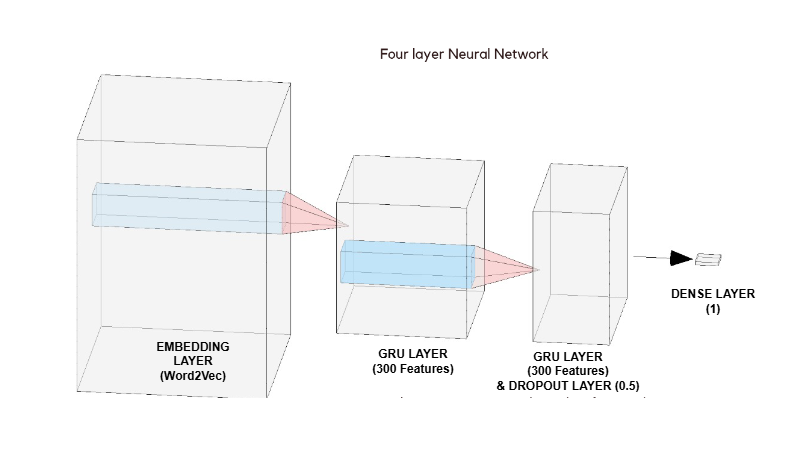 Four layer Neural Network
EMBEDDING
LAYER
(Word2Vec)
GRU LAYER
(300 Features)
GRU LAYER
(300 Features)
& DROPOUT LAYER (0.5)
DENSE LAYER
(1)